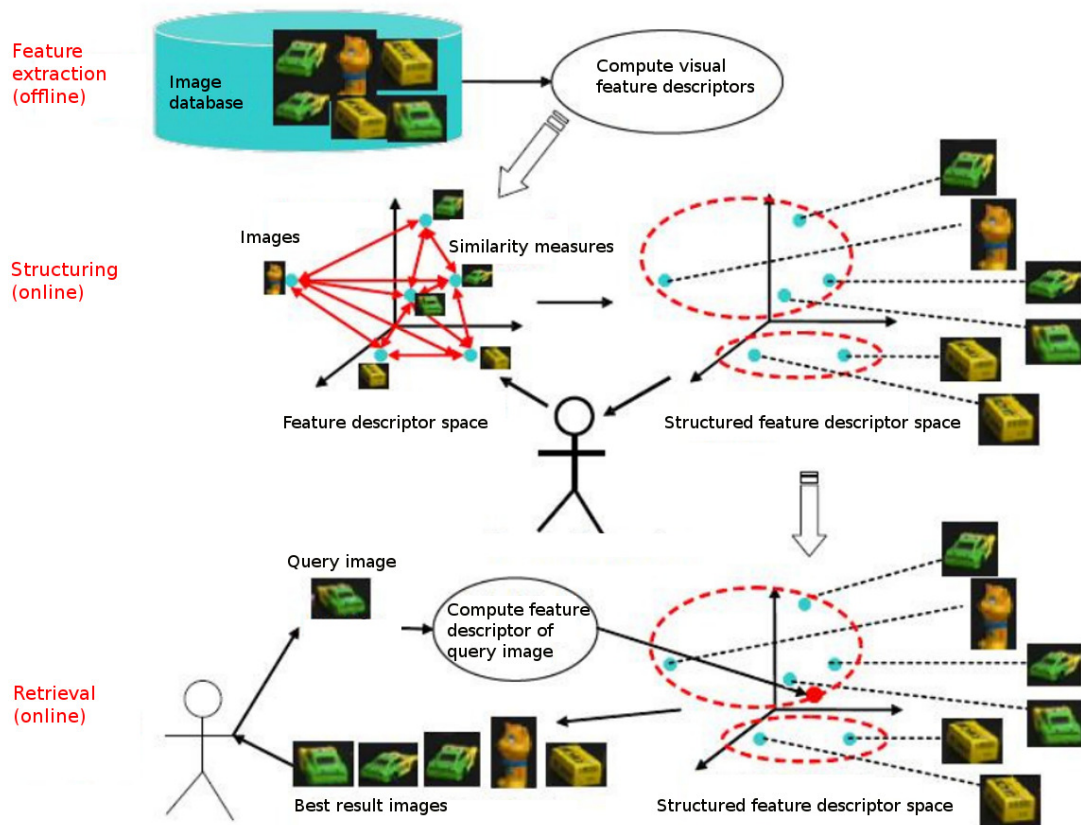 Feature
extraction
(offline)
Image
database
Compute visual
feature descriptors
Structuring
(online)
Images
Similarity measures
Feature descriptor space
Structured feature descriptor space
Retrieval
(online)
Query image
Compute feature
descriptor of
query image
Best result images
Structured feature descriptor space